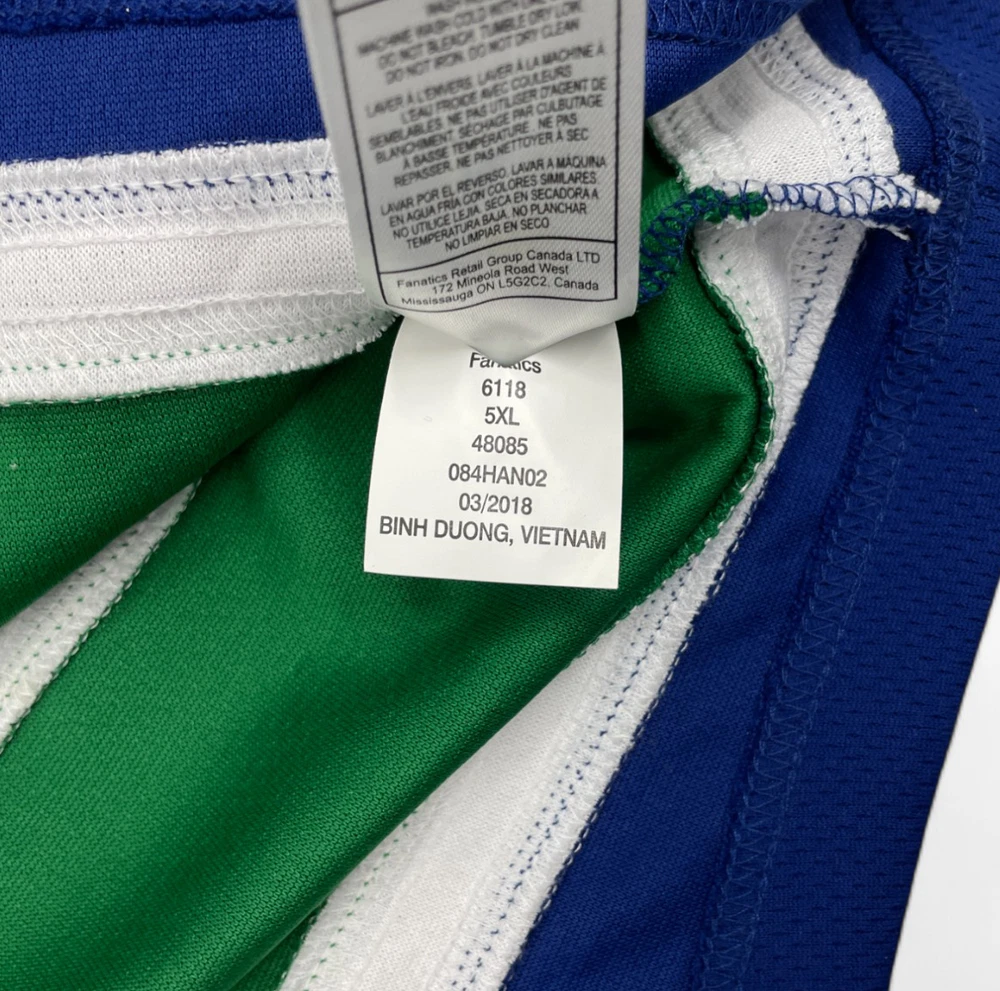 MACHINE WASH COLD WITH LIKE COLORS
DO NOT BLEACH, TUMBLE DRY LOW,
DO NOT IRON, DO NOT DRY CLEAN
LAVER À L'ENVERS. LAVER À LA MACHINE À
L'EAU FROIDE AVEC COULEURS
SEMBLABLES. NE PAS UTILISER D'AGENT DE
BLANCHIMENT, SÉCHAGE PAR CULBUTAGE
À BASSE TEMPÉRATURE. NE PAS
REPASSER. NE PAS NETTOYER À SEC
LAVAR POR EL REVERSO, LAVAR A MÁQUINA
EN AGUA FRÍA CON COLORES SIMILARES
NO UTILICE LEJIA, SECA EN SECADORA A
TEMPERATURA BAJA, NO PLANCHAR
NO LIMPIAR EN SECO
Fanatics Retail Group Canada LTD
172 Mineola Road West
Mississauga ON L5G2C2, Canada
Fanatics
6118
5XL
48085
084HAN02
03/2018
BINH DUONG, VIETNAM